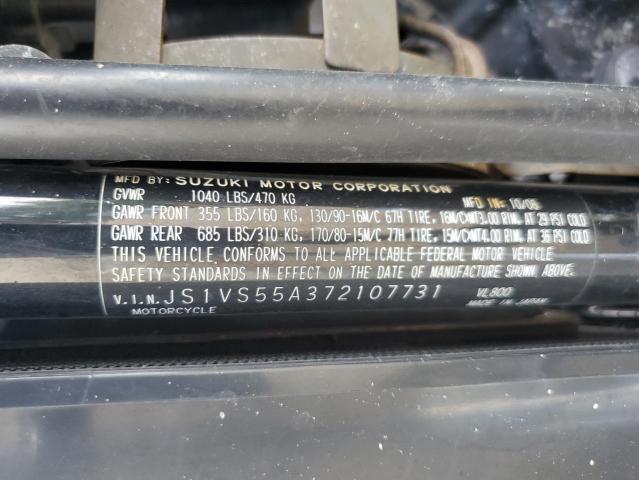 MFD BY: SUZUKI MOTOR CORPORATION
GVWR 1040 LBS/470 KG MFD IN: 10/06
GAWR FRONT 355 LBS/160 KG, 130/90-16M/C 67H TIRE, 16M/C×MT3.00 RIM, AT 29 PSI COLD
GAWR REAR 685 LBS/310 KG, 170/80-15M/C 77H TIRE, 15M/C×MT4.00 RIM, AT 36 PSI COLD
THIS VEHICLE, CONFORMS TO ALL APPLICABLE FEDERAL MOTOR VEHICLE
SAFETY STANDARDS IN EFFECT ON THE DATE OF MANUFACTURE SHOWN ABOVE.
V.I.N. JS1VS55A372107731 VL800
MOTORCYCLE MADE IN JAPAN